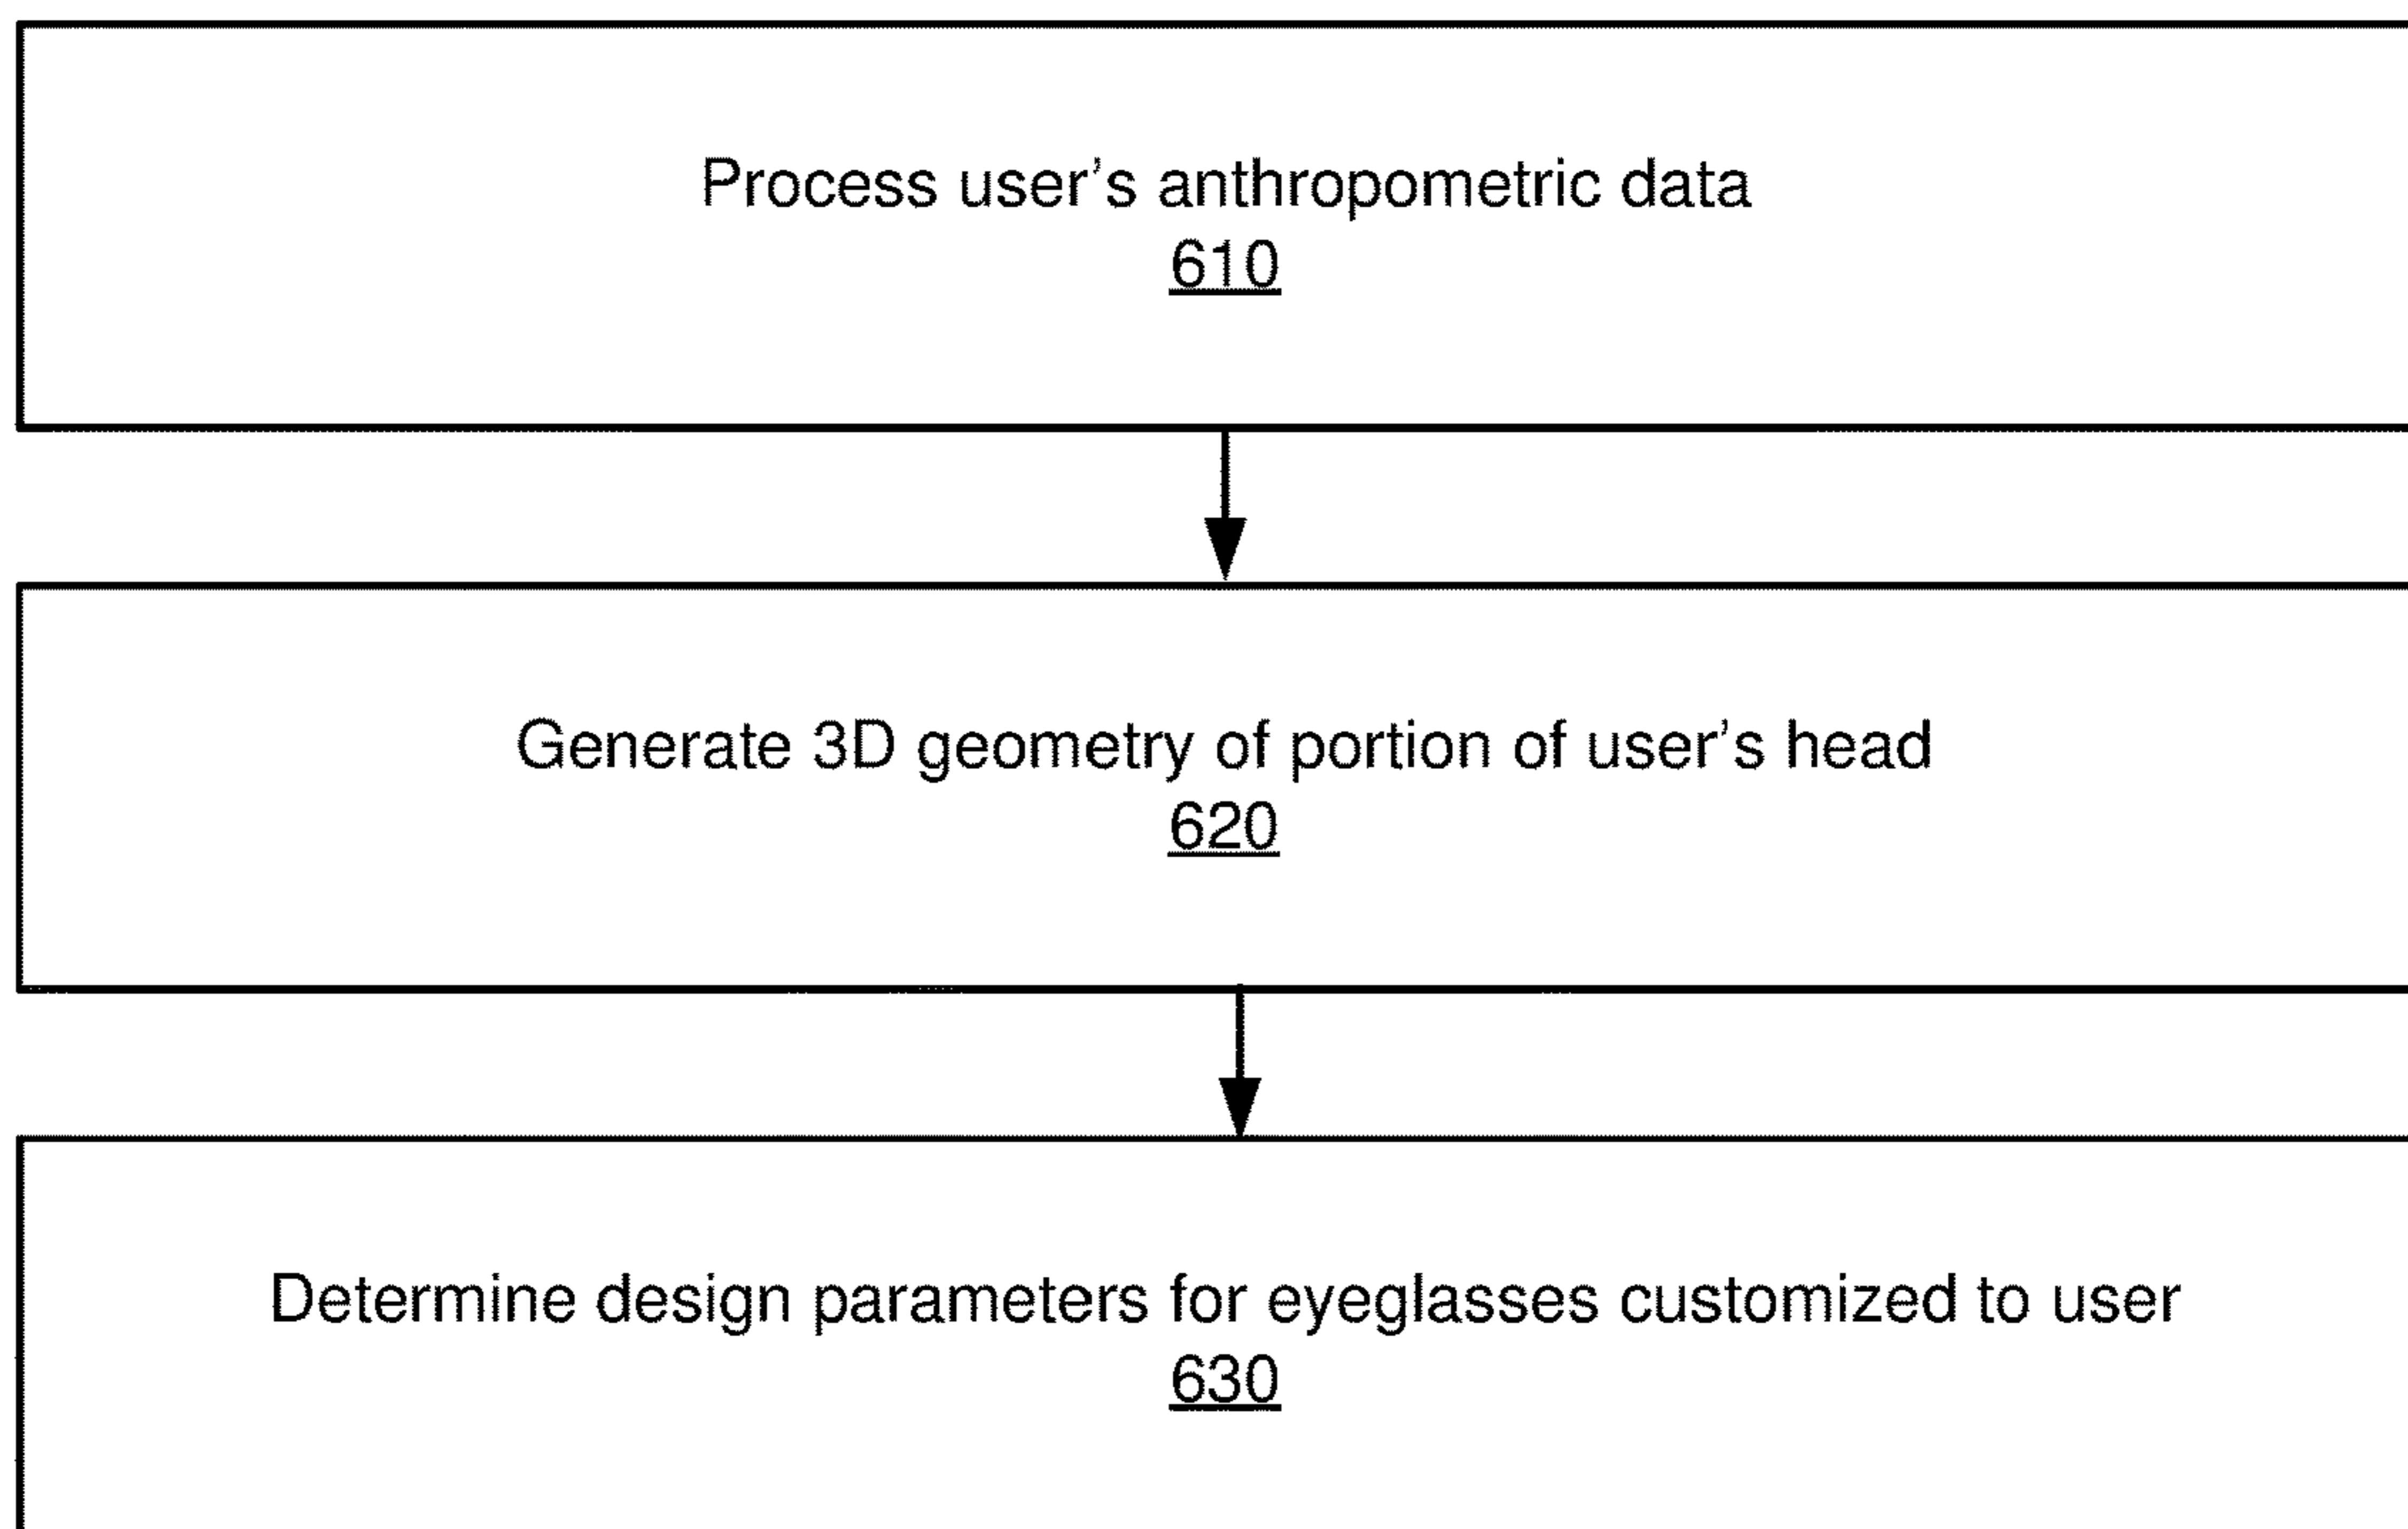 Process user’s anthropometric data
610
Generate 3D geometry of portion of user’s head
620
Determine design parameters for eyeglasses customized to user
630